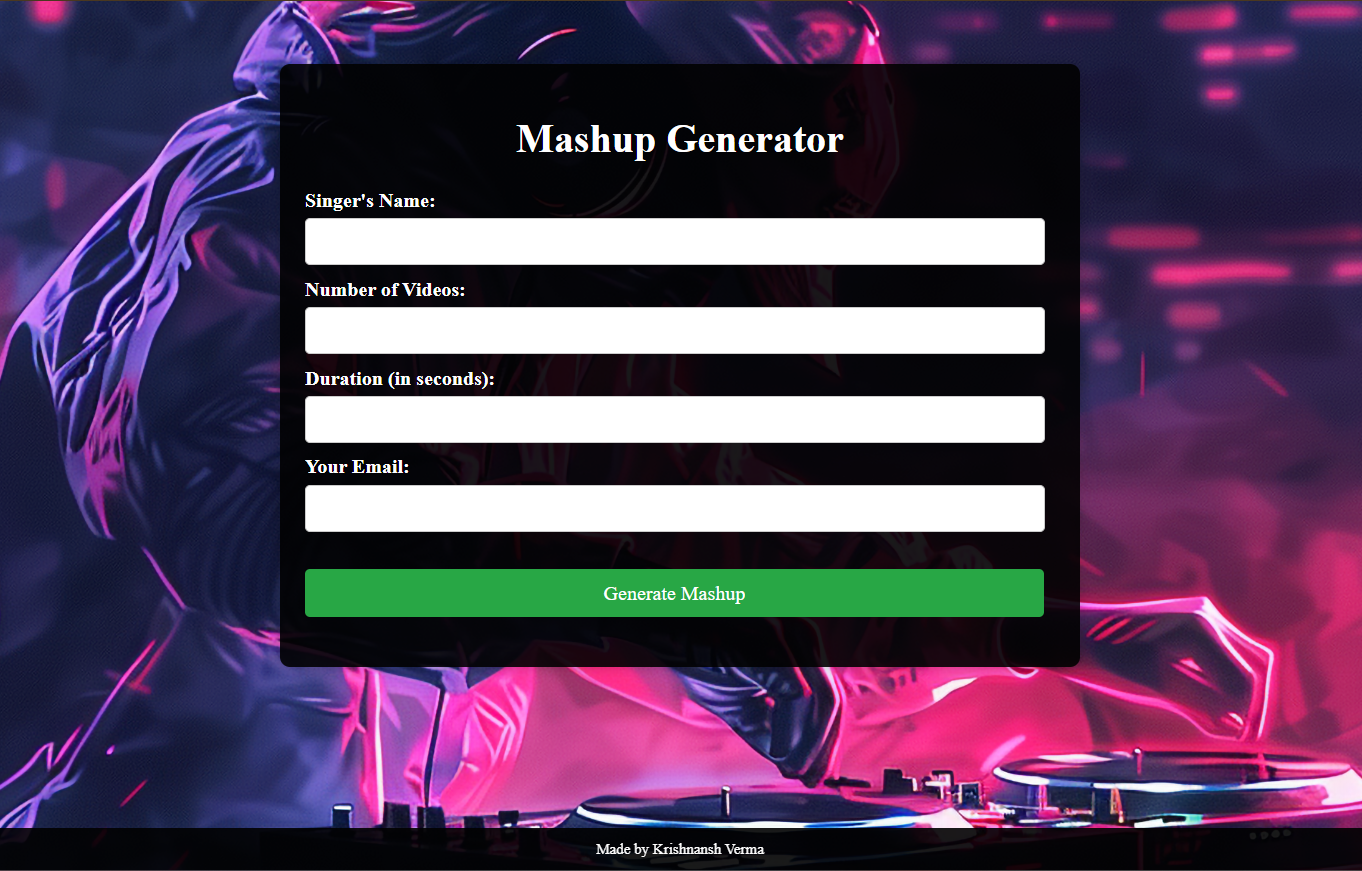 Mashup Generator
Singer's Name:
Number of Videos:
Duration (in seconds):
Your Email:
Generate Mashup
Made by Krishnansh Verma